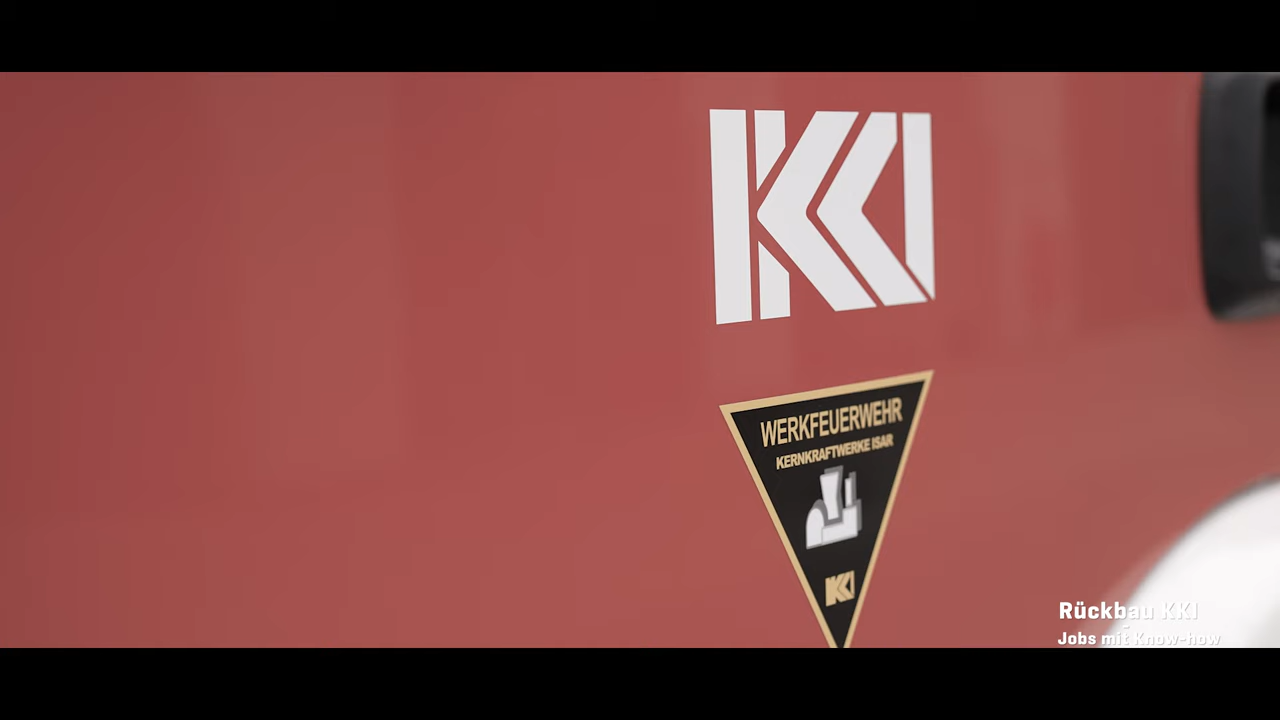 KKI
WERKFEUERWEHR
KERNKRAFTWERKE ISAR
KKI
Rückbau KKI
-
Jobs mit Know-how